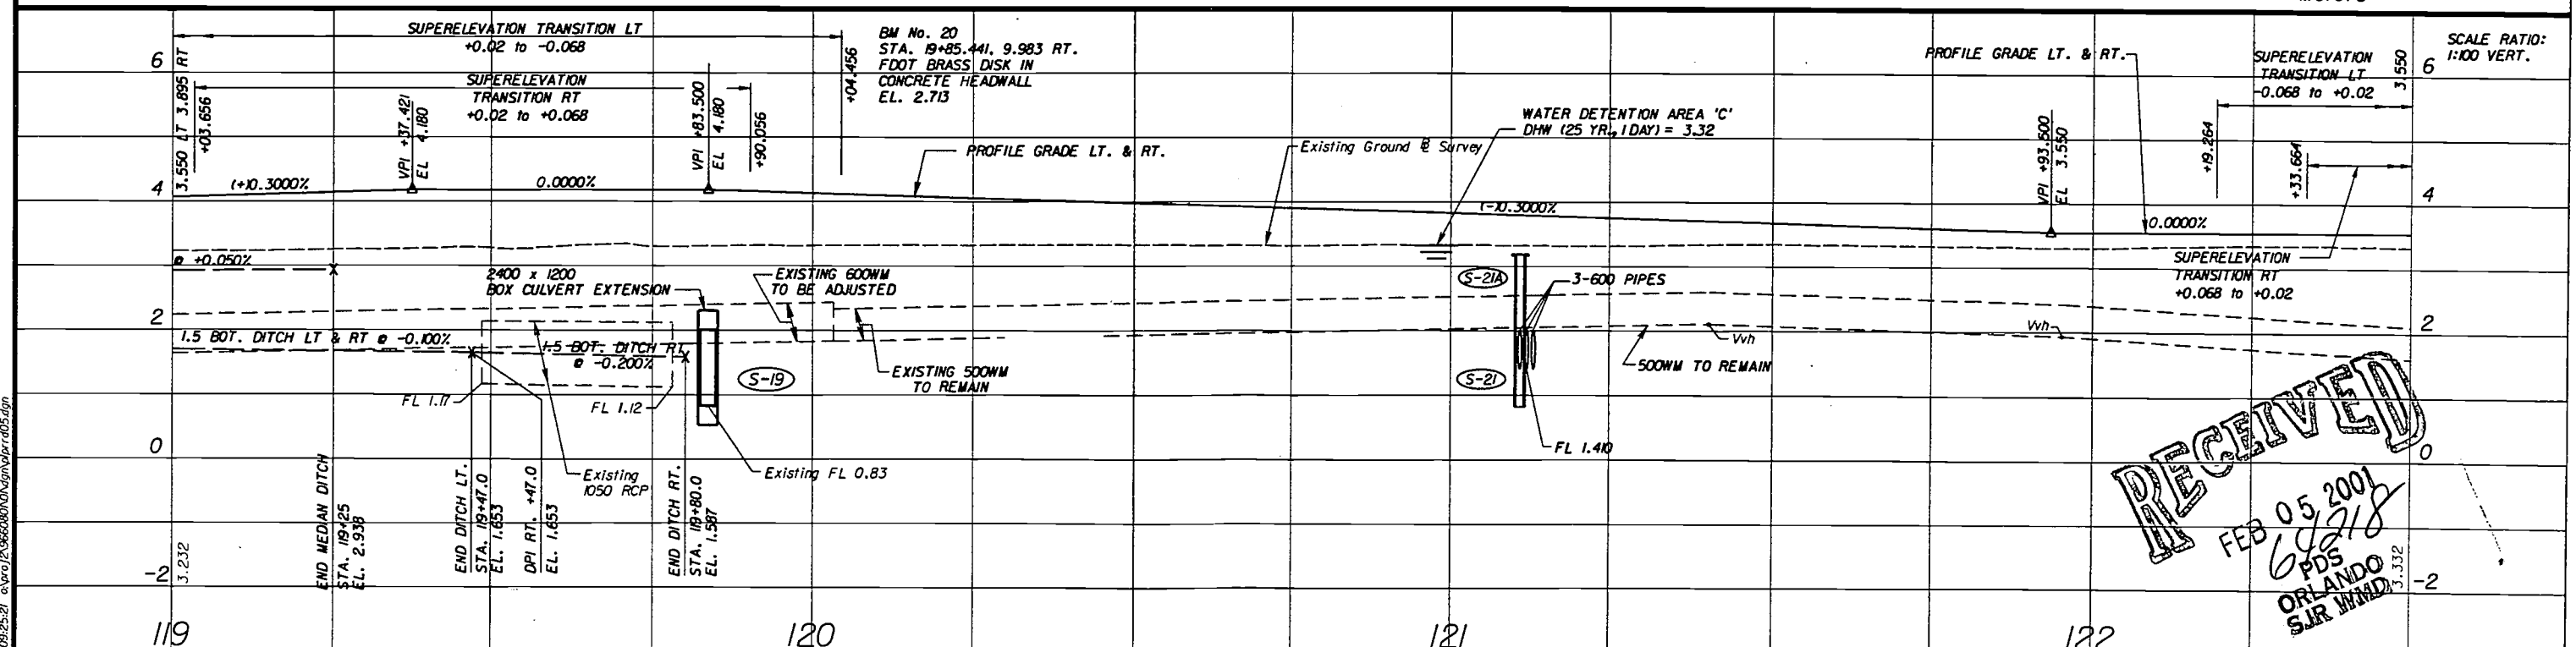 SUPERELEVATION TRANSITION LT
+0.02 to -0.068
SUPERELEVATION
TRANSITION RT
+0.02 to +0.068
3.550 LT 3.895 RT
+03.656
VPI +37.421
EL 4.180
VPI +83.500
EL 4.180
+90.056
+04.456
BM No. 20
STA. 19+85.441, 9.983 RT.
FDOT BRASS DISK IN
CONCRETE HEADWALL
EL. 2.713
PROFILE GRADE LT. & RT.
Existing Ground ℄ Survey
WATER DETENTION AREA 'C'
DHW (25 YR., 1 DAY) = 3.32
PROFILE GRADE LT. & RT.
SUPERELEVATION
TRANSITION LT
-0.068 to +0.02
3.550
SCALE RATIO:
1:100 VERT.
VPI +93.500
EL 3.550
+19.264
+33.664
6
4
2
0
-2
6
4
2
0
-2
(+)0.3000%
0.0000%
(-)0.3000%
0.0000%
@ +0.050%
2400 x 1200
BOX CULVERT EXTENSION
EXISTING 600WM
TO BE ADJUSTED
S-21A
3-600 PIPES
SUPERELEVATION
TRANSITION RT
+0.068 to +0.02
1.5 BOT. DITCH LT & RT @ -0.100%
1.5 BOT. DITCH RT
@ -0.200%
S-19
EXISTING 500WM
TO REMAIN
S-21
Vvh
500WM TO REMAIN
Vvh
FL 1.17
FL 1.12
FL 1.410
Existing
1050 RCP
Existing FL 0.83
END MEDIAN DITCH
STA. 119+25
EL. 2.938
END DITCH LT.
STA. 119+47.0
EL. 1.653
DPI RT. +47.0
EL. 1.653
END DITCH RT.
STA. 119+80.0
EL. 1.587
3.232
3.332
RECEIVED
FEB 05 2001
64218
PDS
ORLANDO
SJR WMD
119
120
121
122